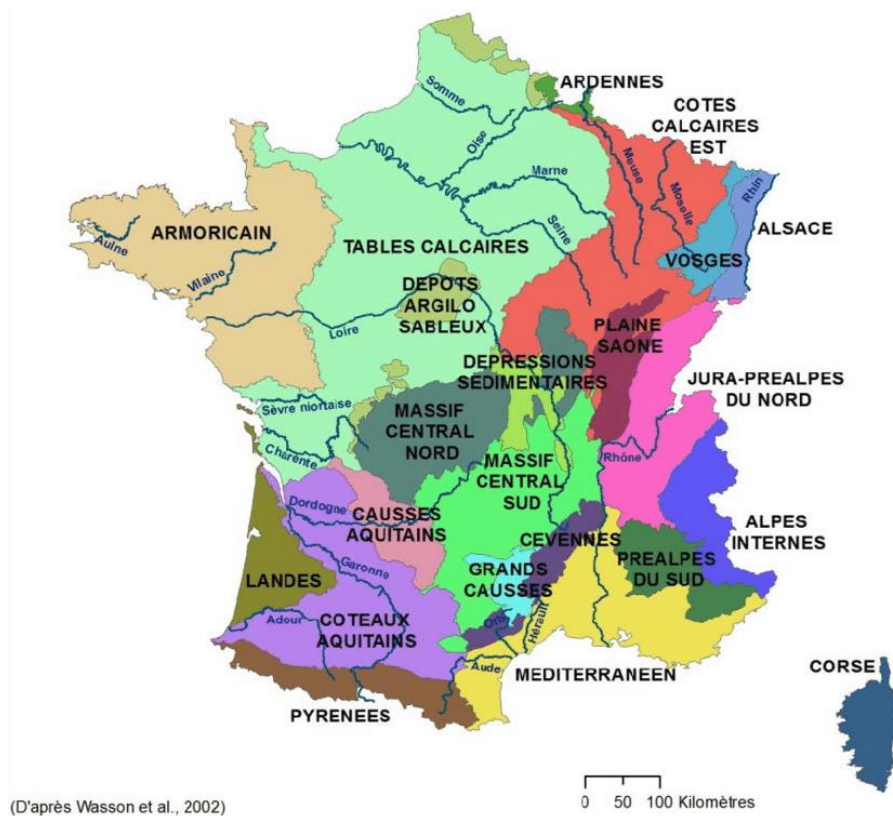 Somme
ARDENNES
COTES
CALCAIRES
EST
Oise
Meuse
Marne
Moselle
Rhin
Seine
ALSACE
ARMORICAIN
TABLES CALCAIRES
VOSGES
Aulne
Vilaine
DEPOTS
ARGILO
SABLEUX
Loire
PLAINE
SAONE
DEPRESSIONS
SEDIMENTAIRES
JURA-PREALPES
DU NORD
Sèvre niortaise
MASSIF
CENTRAL
NORD
Charente
MASSIF
CENTRAL
SUD
Rhône
Dordogne
CAUSSES
AQUITAINS
CEVENNES
ALPES
INTERNES
PREALPES
DU SUD
Garonne
GRANDS
CAUSSES
LANDES
Adour
COTEAUX
AQUITAINS
Orb
Hérault
Aude
MEDITERRANEEN
CORSE
PYRENEES
(D'après Wasson et al., 2002)
0 50 100 Kilomètres